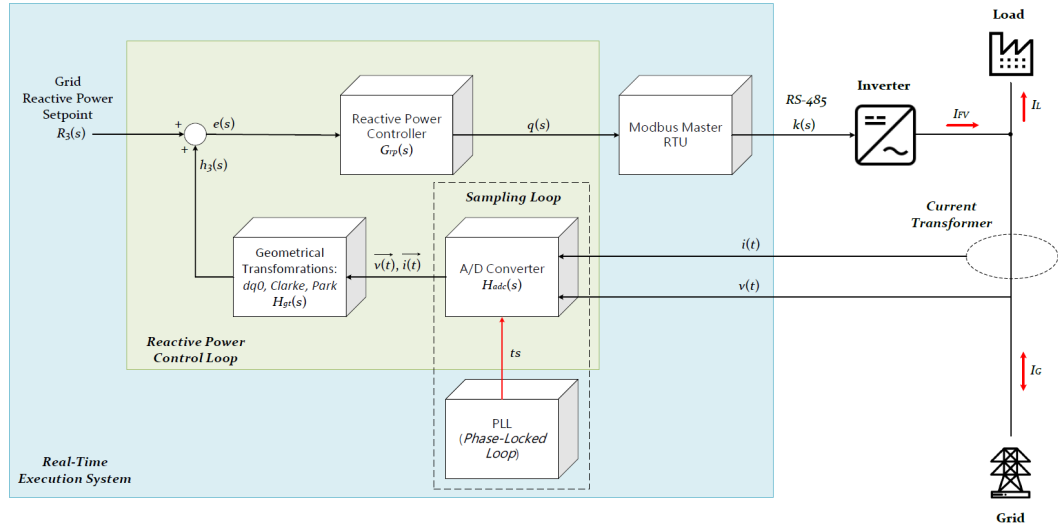 Load
Grid
Reactive Power
Setpoint
R₃(s)
+
+
e(s)
h₃(s)
Reactive Power
Controller
Grp(s)
q(s)
Modbus Master
RTU
RS-485
k(s)
Inverter
IFV
IL
Sampling Loop
Current
Transformer
Geometrical
Transfomrations:
dq0, Clarke, Park
Hgt(s)
v(t), i(t)
A/D Converter
Hadc(s)
i(t)
v(t)
Reactive Power
Control Loop
ts
IG
PLL
(Phase-Locked
Loop)
Real-Time
Execution System
Grid